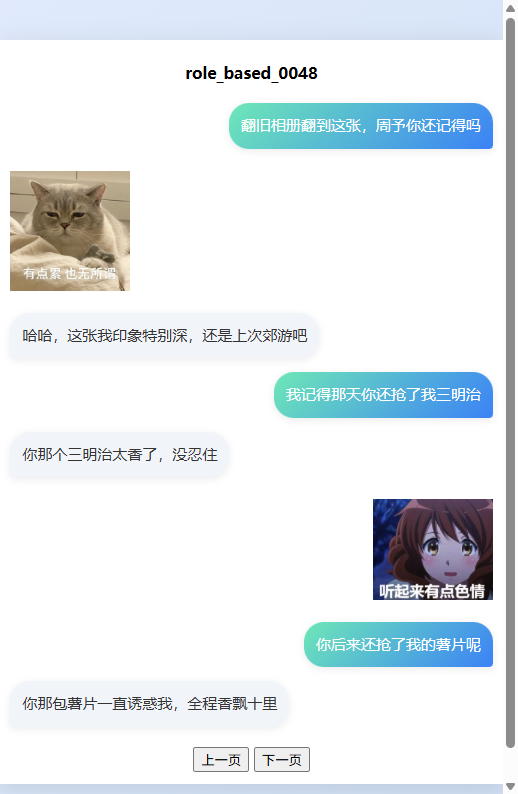 role_based_0048
翻旧相册翻到这张，周予你还记得吗
有点累 也无所谓
哈哈，这张我印象特别深，还是上次郊游吧
我记得那天你还抢了我三明治
你那个三明治太香了，没忍住
听起来有点色情
你后来还抢了我的薯片呢
你那包薯片一直诱惑我，全程香飘十里
上一页 下一页